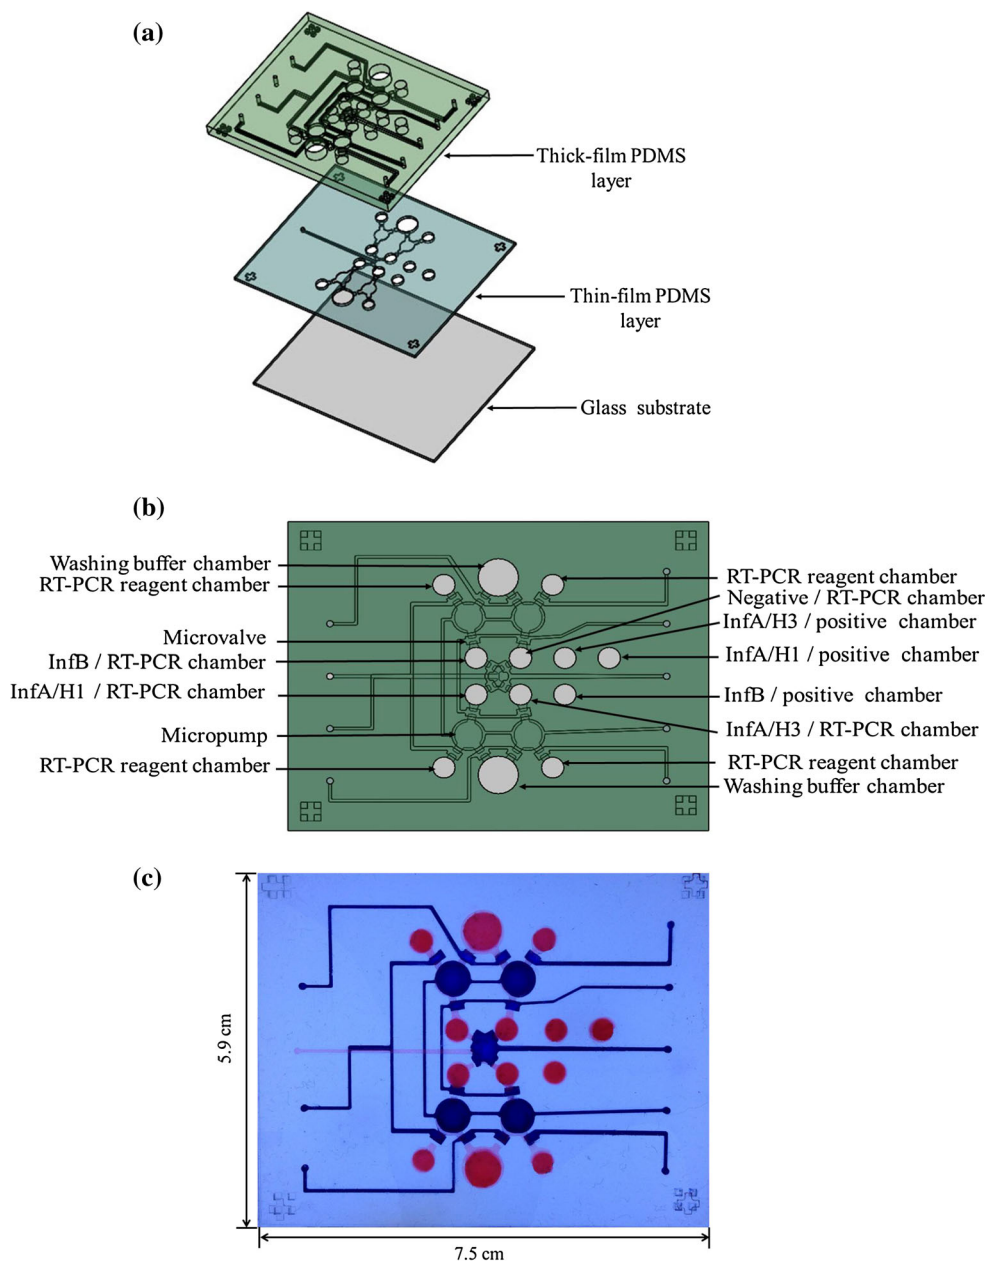 (a)
Thick-film PDMS
layer
Thin-film PDMS
layer
Glass substrate
(b)
Washing buffer chamber
RT-PCR reagent chamber
Microvalve
InfB / RT-PCR chamber
InfA/H1 / RT-PCR chamber
Micropump
RT-PCR reagent chamber
RT-PCR reagent chamber
Negative / RT-PCR chamber
InfA/H3 / positive chamber
InfA/H1 / positive chamber
InfB / positive chamber
InfA/H3 / RT-PCR chamber
RT-PCR reagent chamber
Washing buffer chamber
(c)
5.9 cm
7.5 cm